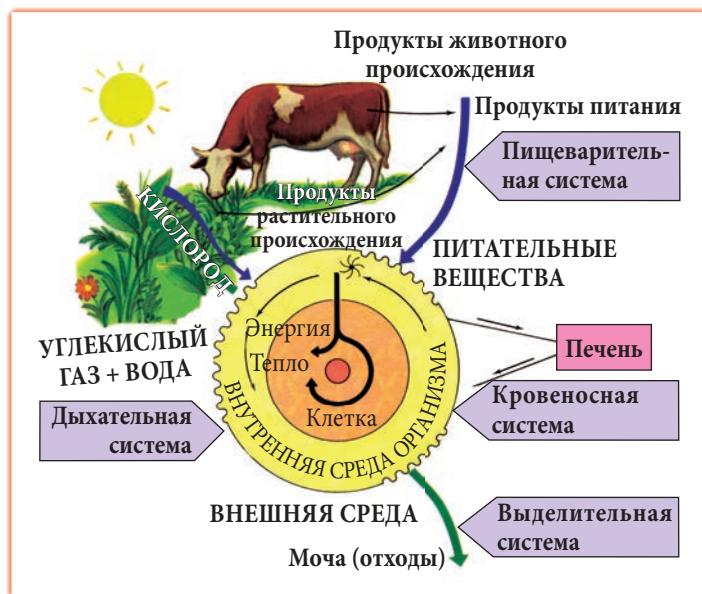 Продукты животного
происхождения
Продукты питания
Пищеваритель-
ная система
КИСЛОРОД
Продукты
растительного
происхождения
ПИТАТЕЛЬНЫЕ
ВЕЩЕСТВА
УГЛЕКИСЛЫЙ
ГАЗ + ВОДА
Энергия
Тепло
Клетка
ВНУТРЕННЯЯ СРЕДА ОРГАНИЗМА
Печень
Дыхательная
система
Кровеносная
система
ВНЕШНЯЯ СРЕДА
Моча (отходы)
Выделительная
система